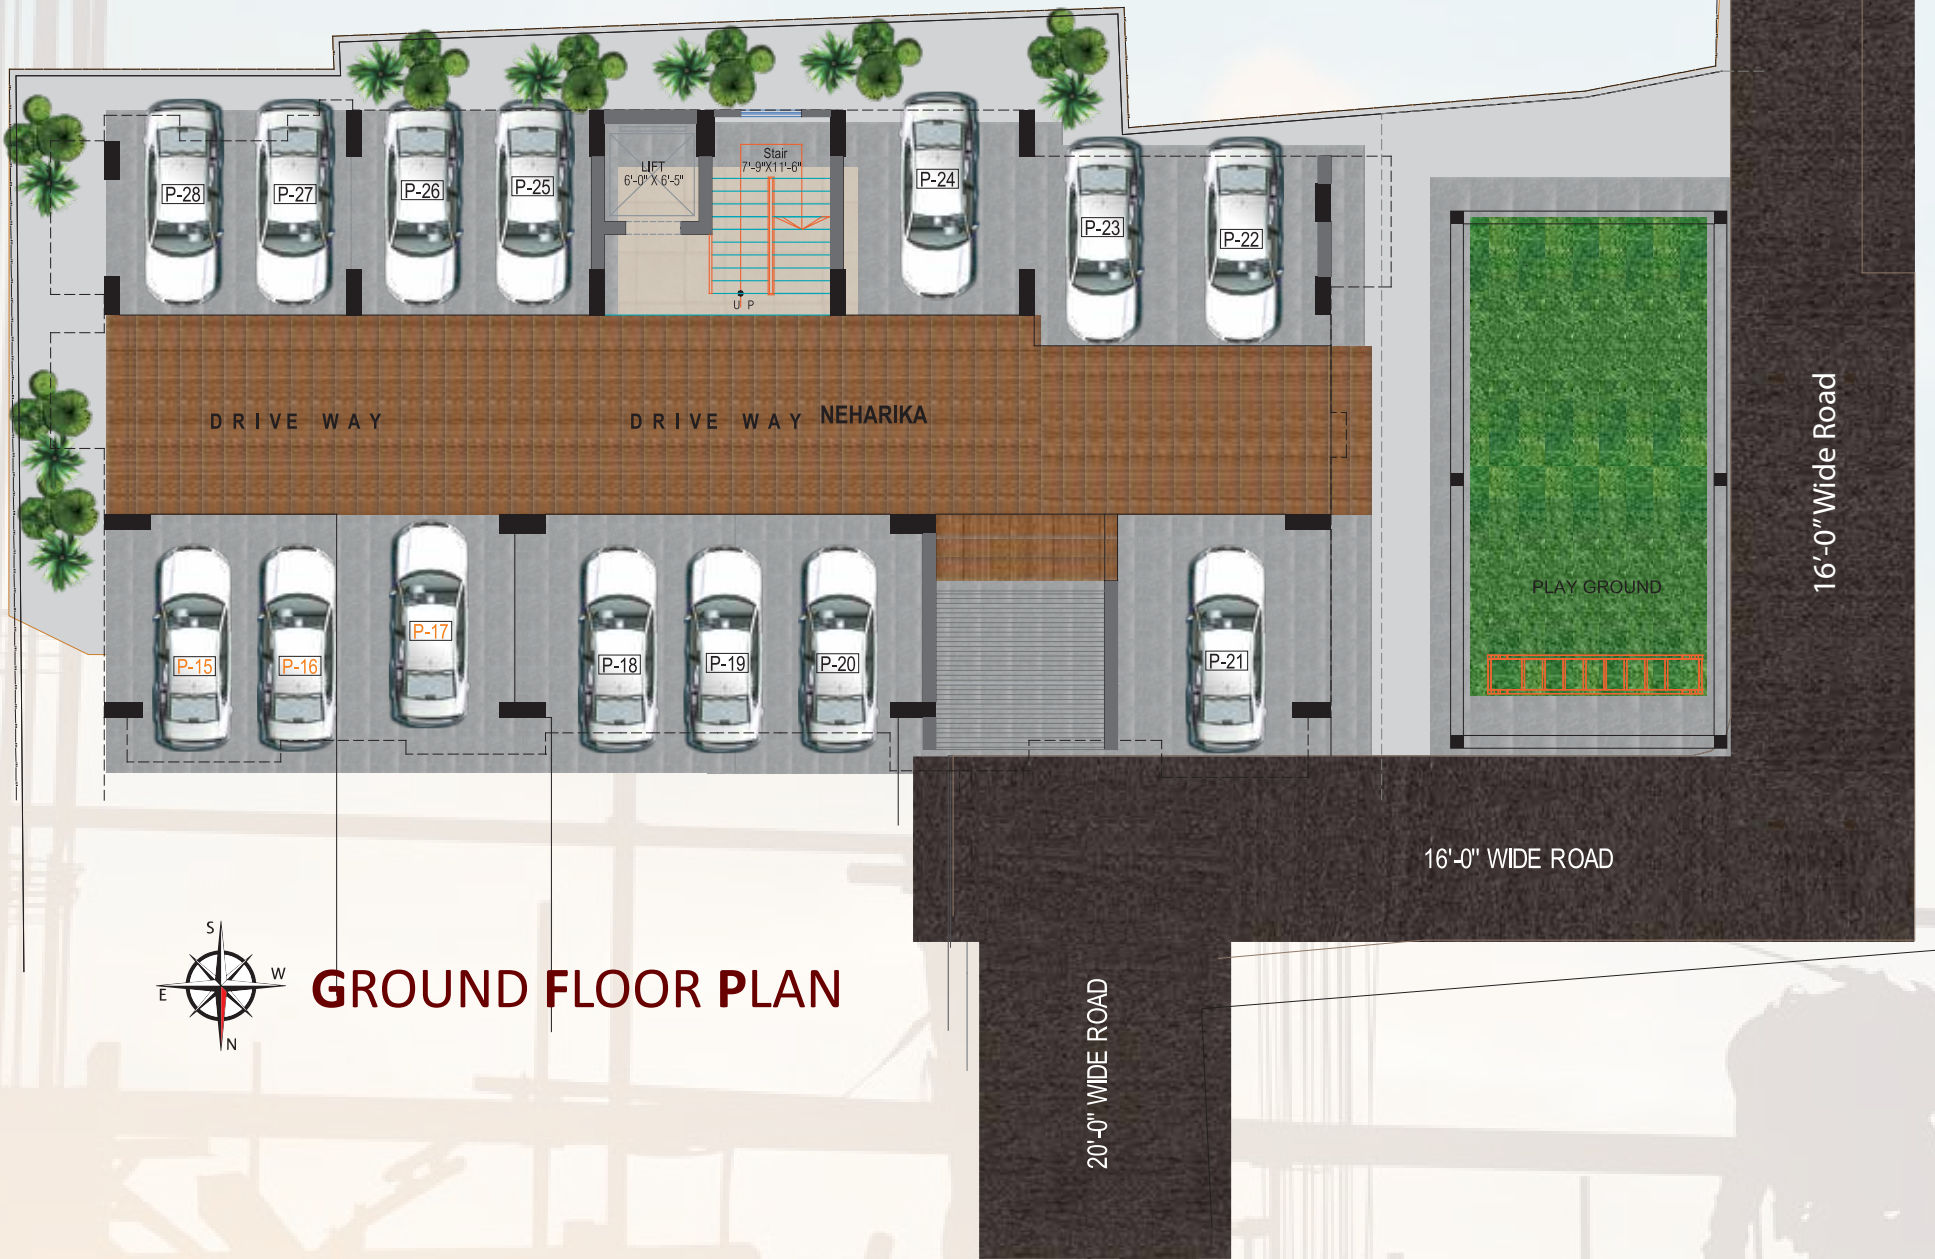 LIFT
6'-0" X 6'-5"
Stair
7'-9"X11'-6"
P-28
P-27
P-26
P-25
P-24
P-23
P-22
U P
DRIVE WAY
DRIVE WAY
NEHARIKA
P-15
P-16
P-17
P-18
P-19
P-20
P-21
PLAY GROUND
16'-0" Wide Road
16'-0" WIDE ROAD
20'-0" WIDE ROAD
S
W
E
N
GROUND FLOOR PLAN